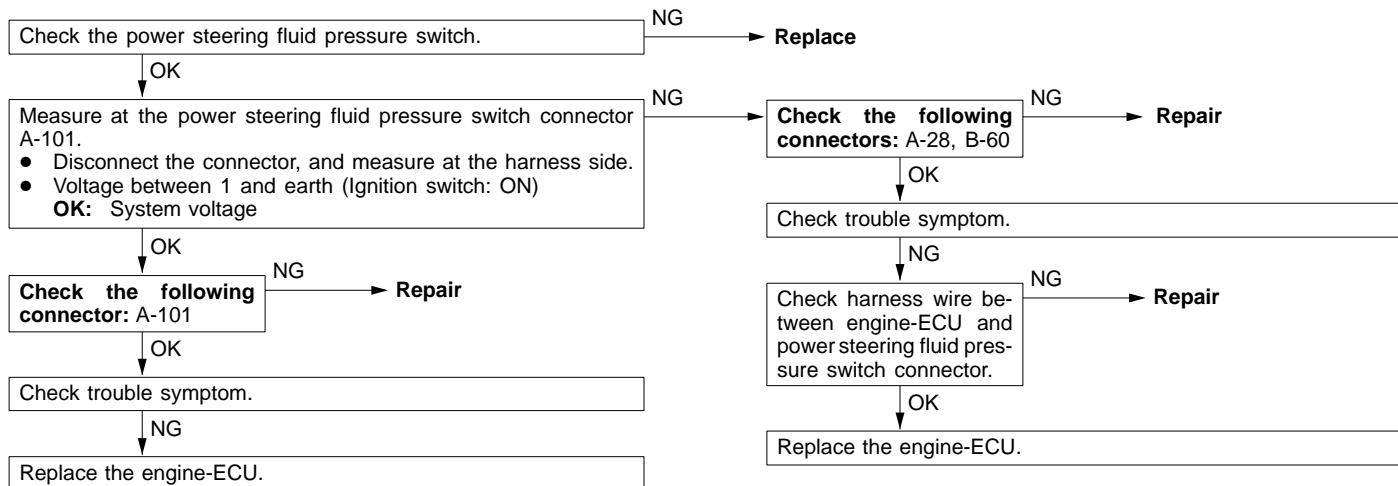 Check the power steering fluid pressure switch.
NG
Replace
OK
Measure at the power steering fluid pressure switch connector
A-101.
● Disconnect the connector, and measure at the harness side.
● Voltage between 1 and earth (Ignition switch: ON)
OK: System voltage
NG
Check the following
connectors: A-28, B-60
NG
Repair
OK
Check trouble symptom.
NG
Check harness wire be-
tween engine-ECU and
power steering fluid pres-
sure switch connector.
NG
Repair
OK
Replace the engine-ECU.
OK
Check the following
connector: A-101
NG
Repair
OK
Check trouble symptom.
NG
Replace the engine-ECU.